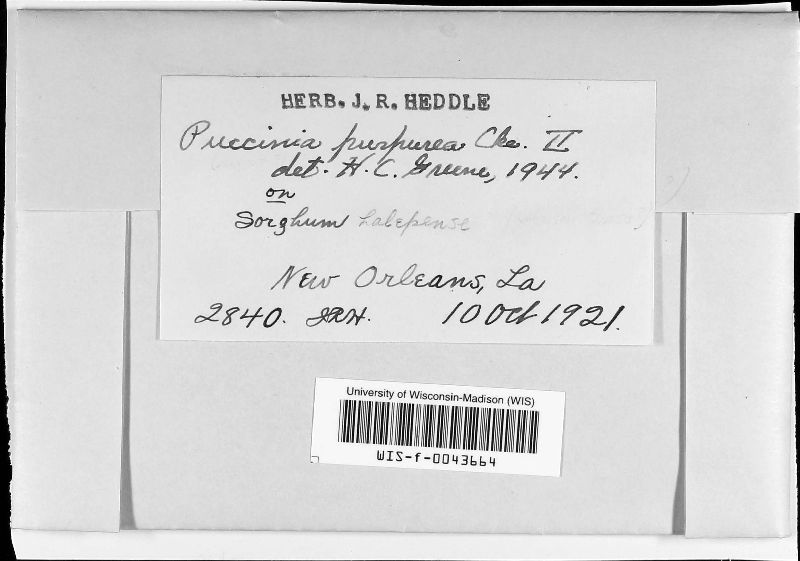 HERB. J. R. HEDDLE
Puccinia purpurea Cke. II
det. H. C. Greene, 1944.
on
Sorghum halepense
New Orleans, La
2840. JRH. 10 Oct 1921.
University of Wisconsin-Madison (WIS)
WIS-f-0043664